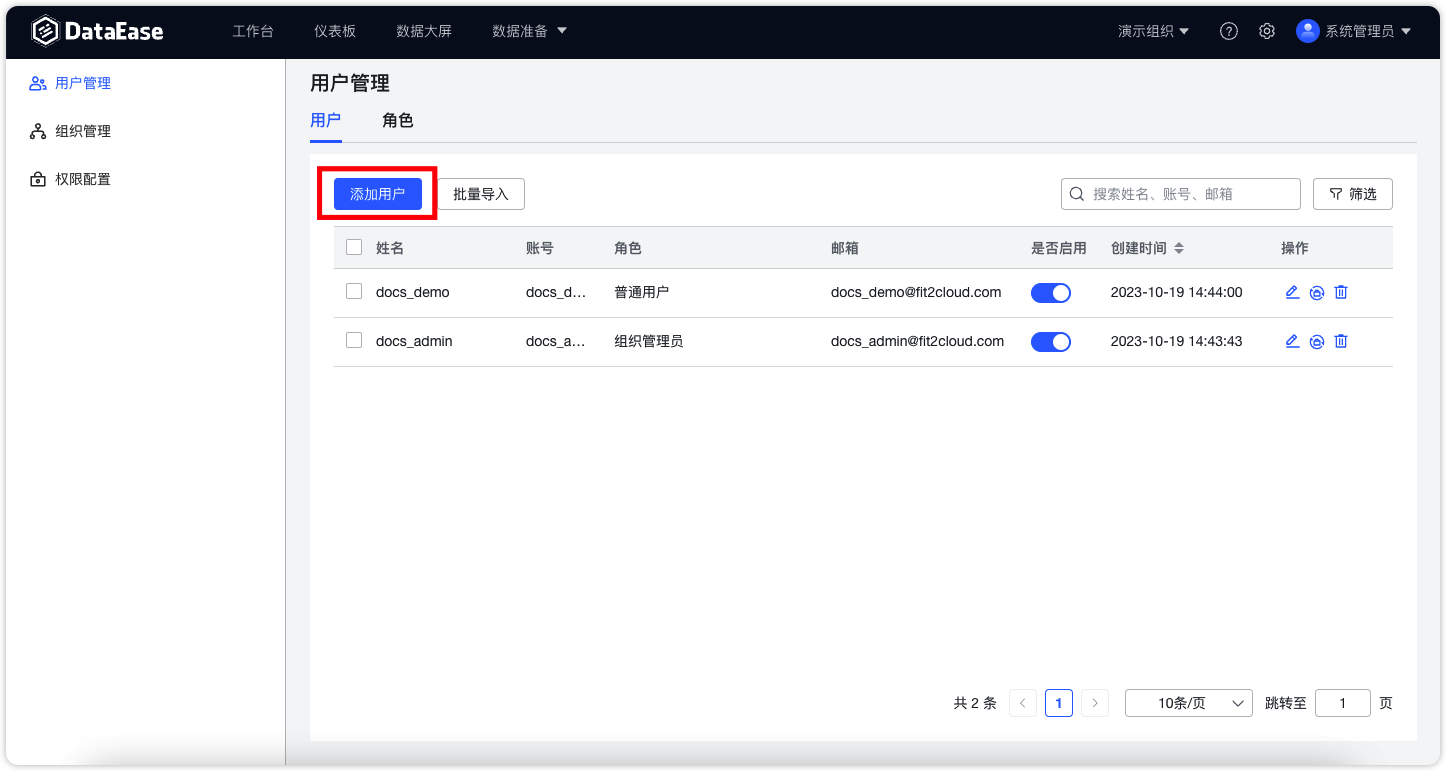 DataEase 工作台 仪表板 数据大屏 数据准备 演示组织 系统管理员
用户管理
组织管理
权限配置
用户管理
用户 角色
添加用户 批量导入 搜索姓名、账号、邮箱 筛选
姓名 账号 角色 邮箱 是否启用 创建时间 操作
docs_demo docs_d... 普通用户 docs_demo@fit2cloud.com 2023-10-19 14:44:00
docs_admin docs_a... 组织管理员 docs_admin@fit2cloud.com 2023-10-19 14:43:43
共 2 条 1 10条/页 跳转至 1 页